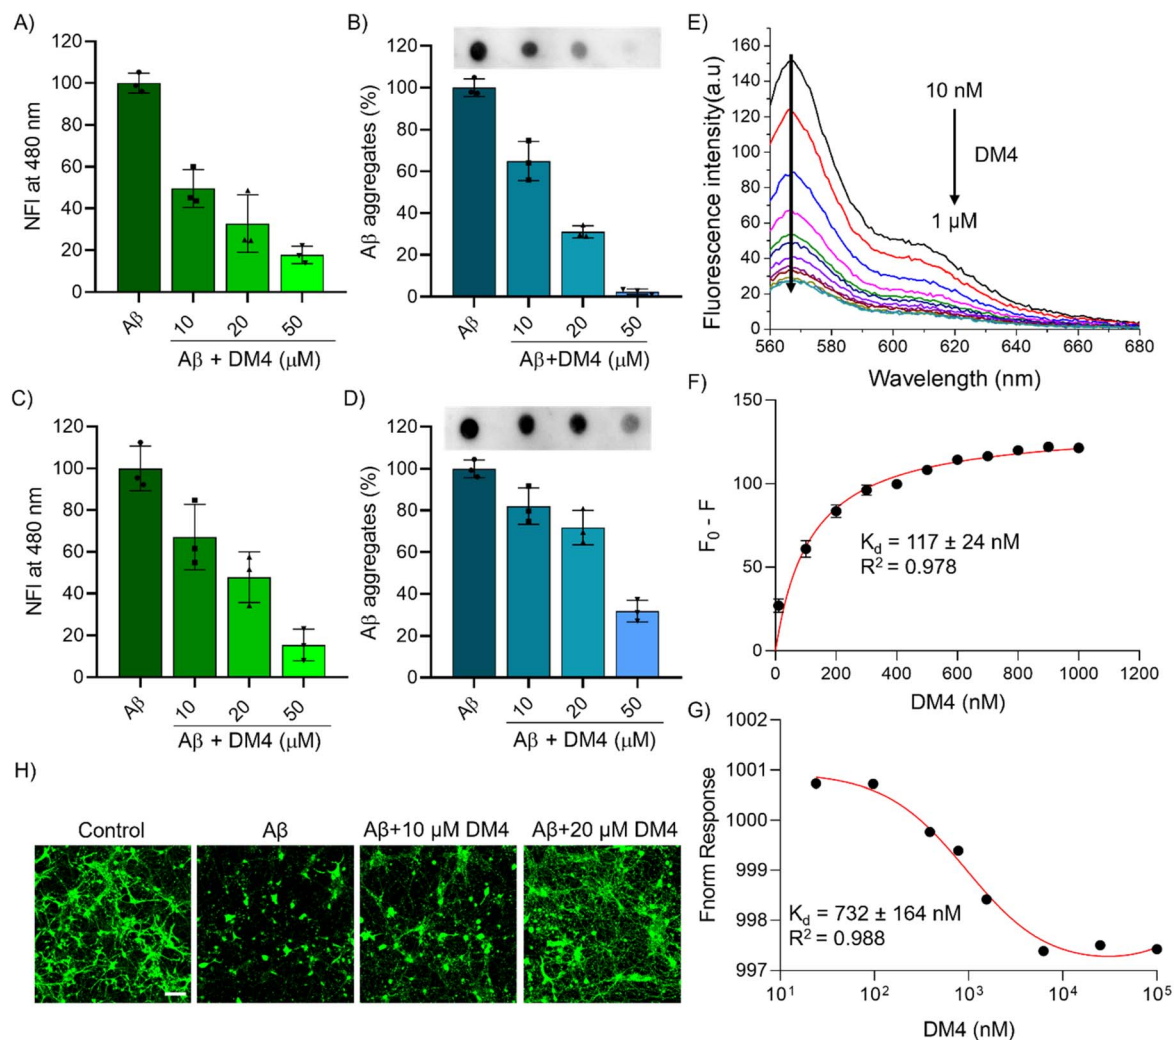 A)
NFI at 480 nm
120
100
80
60
40
20
0
Aβ
10
20
50
Aβ + DM4 (μM)
B)
Aβ aggregates (%)
120
100
80
60
40
20
0
Aβ
10
20
50
Aβ+DM4 (μM)
E)
Fluorescence intensity(a.u)
160
140
120
100
80
60
40
20
0
10 nM
DM4
1 μM
560
580
600
620
640
660
680
Wavelength (nm)
C)
NFI at 480 nm
120
100
80
60
40
20
0
Aβ
10
20
50
Aβ + DM4 (μM)
D)
Aβ aggregates (%)
120
100
80
60
40
20
0
Aβ
10
20
50
Aβ + DM4 (μM)
F)
F₀ - F
150
100
50
0
K_d = 117 ± 24 nM
R² = 0.978
0
200
400
600
800
1000
1200
DM4 (nM)
G)
Fnorm Response
1002
1001
1000
999
998
997
K_d = 732 ± 164 nM
R² = 0.988
10¹
10²
10³
10⁴
10⁵
DM4 (nM)
H)
Control
Aβ
Aβ+10 μM DM4
Aβ+20 μM DM4